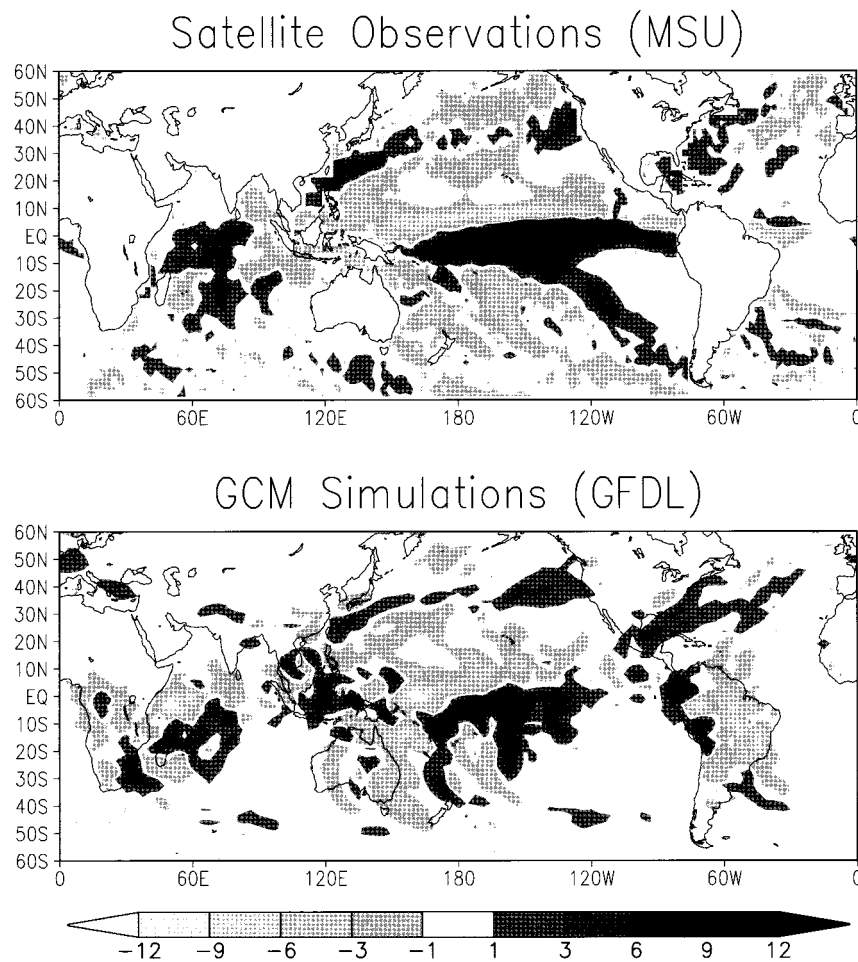 Satellite Observations (MSU)
60N
50N
40N
30N
20N
10N
EQ
10S
20S
30S
40S
50S
60S
0 60E 120E 180 120W 60W 0
GCM Simulations (GFDL)
60N
50N
40N
30N
20N
10N
EQ
10S
20S
30S
40S
50S
60S
0 60E 120E 180 120W 60W 0
-12 -9 -6 -3 -1 1 3 6 9 12